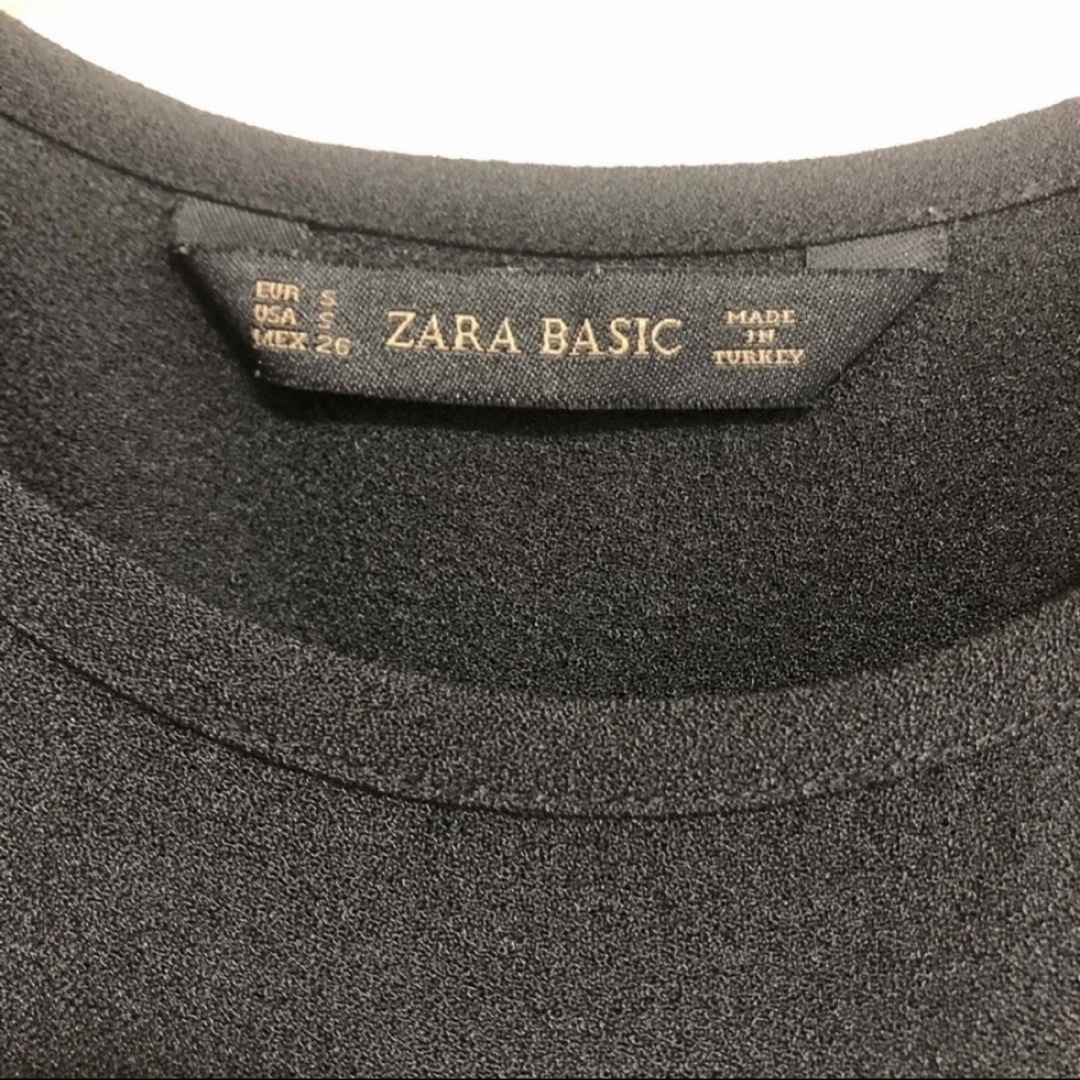 EUR S
USA S
MEX 26
ZARA BASIC
MADE
IN
TURKEY